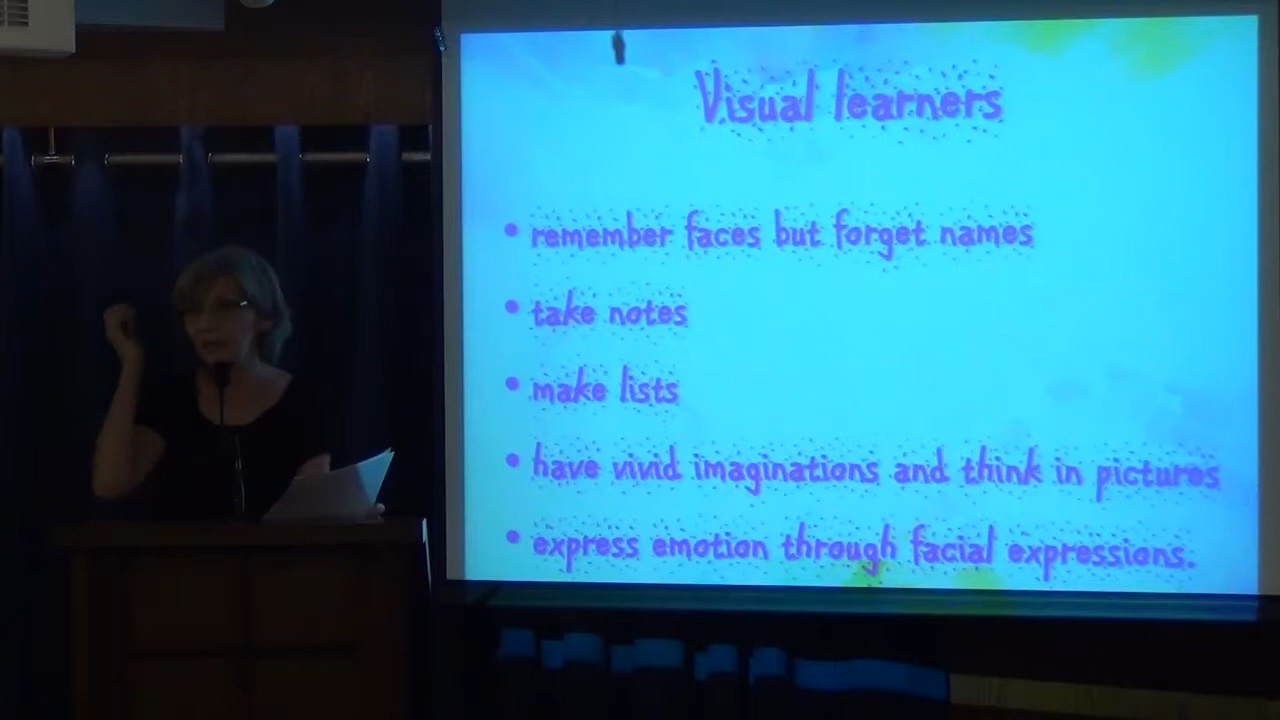 Visual learners
• remember faces but forget names
• take notes
• make lists
• have vivid imaginations and think in pictures
• express emotion through facial expressions.